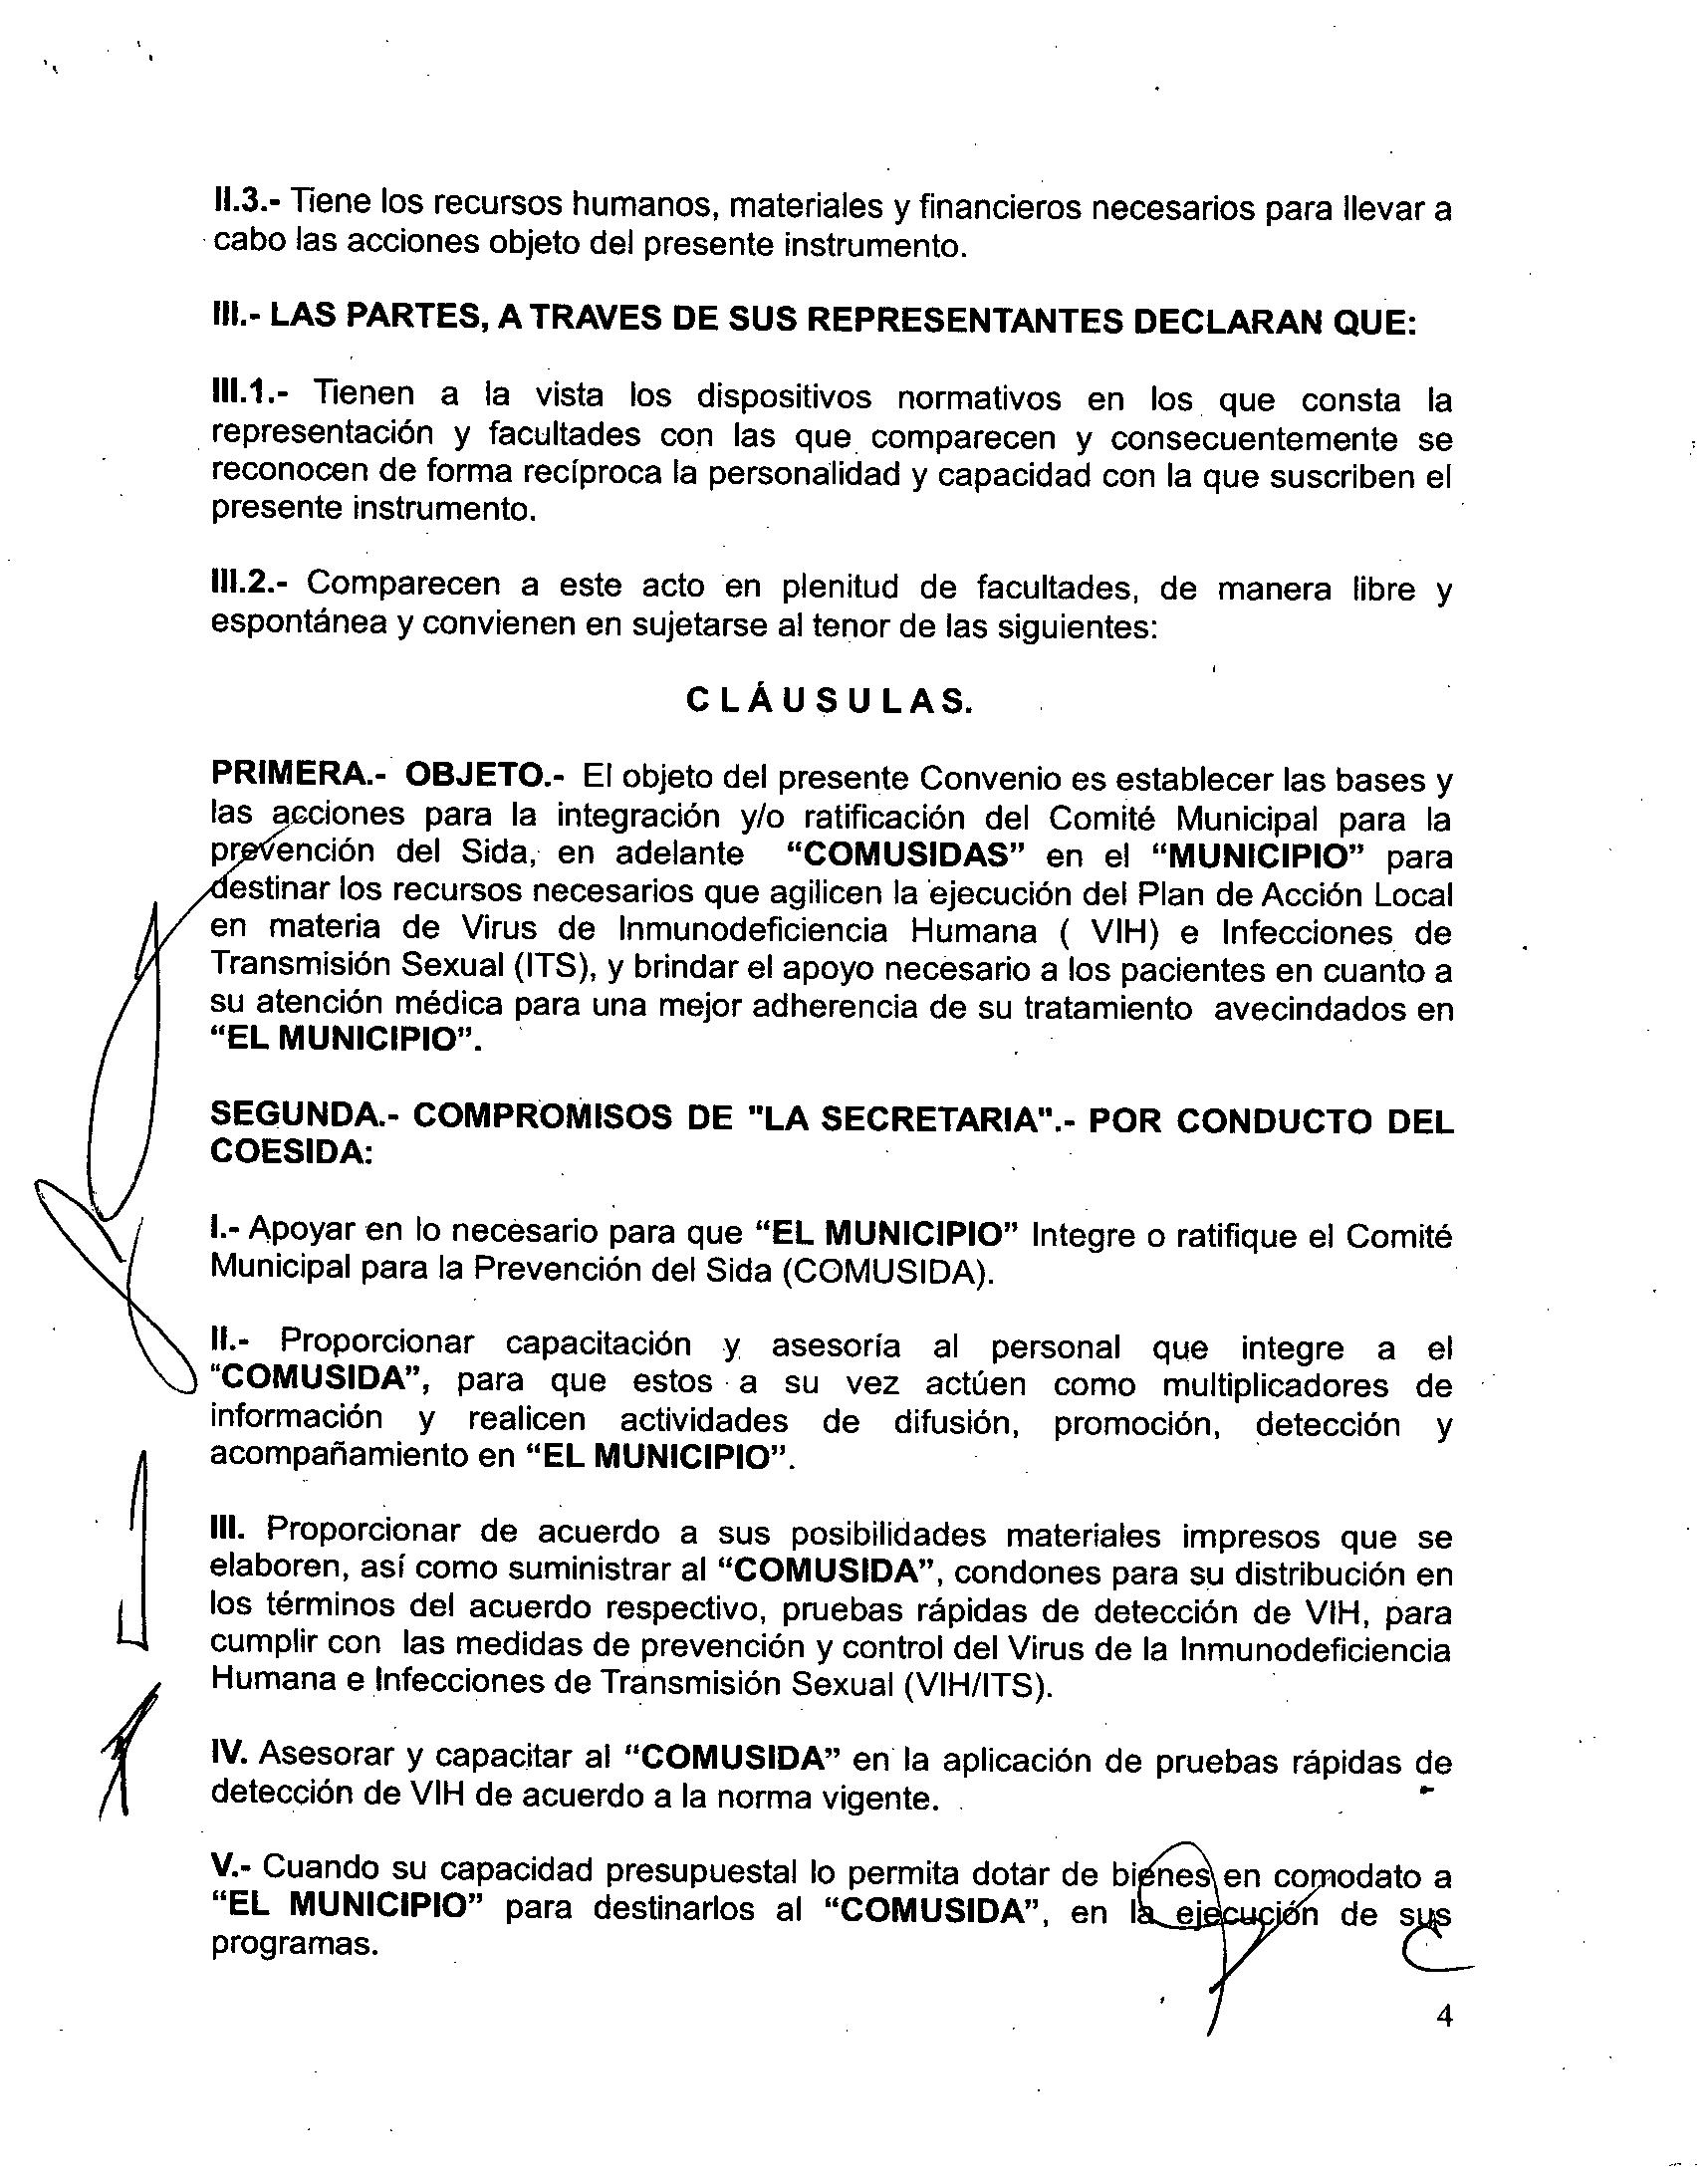 II.3.- Tiene los recursos humanos, materiales y financieros necesarios para llevar a
cabo las acciones objeto del presente instrumento.
III.- LAS PARTES, A TRAVES DE SUS REPRESENTANTES DECLARAN QUE:
III.1.- Tienen a la vista los dispositivos normativos en los que consta la
representación y facultades con las que comparecen y consecuentemente se
reconocen de forma recíproca la personalidad y capacidad con la que suscriben el
presente instrumento.
III.2.- Comparecen a este acto en plenitud de facultades, de manera libre y
espontánea y convienen en sujetarse al tenor de las siguientes:
C L Á U S U L A S.
PRIMERA.- OBJETO.- El objeto del presente Convenio es establecer las bases y
las acciones para la integración y/o ratificación del Comité Municipal para la
prevención del Sida, en adelante “COMUSIDAS” en el “MUNICIPIO” para
destinar los recursos necesarios que agilicen la ejecución del Plan de Acción Local
en materia de Virus de Inmunodeficiencia Humana ( VIH) e Infecciones de
Transmisión Sexual (ITS), y brindar el apoyo necesario a los pacientes en cuanto a
su atención médica para una mejor adherencia de su tratamiento avecindados en
“EL MUNICIPIO”.
SEGUNDA.- COMPROMISOS DE "LA SECRETARIA".- POR CONDUCTO DEL
COESIDA:
I.- Apoyar en lo necesario para que “EL MUNICIPIO” Integre o ratifique el Comité
Municipal para la Prevención del Sida (COMUSIDA).
II.- Proporcionar capacitación y asesoría al personal que integre a el
“COMUSIDA”, para que estos a su vez actúen como multiplicadores de
información y realicen actividades de difusión, promoción, detección y
acompañamiento en “EL MUNICIPIO”.
III. Proporcionar de acuerdo a sus posibilidades materiales impresos que se
elaboren, así como suministrar al “COMUSIDA”, condones para su distribución en
los términos del acuerdo respectivo, pruebas rápidas de detección de VIH, para
cumplir con las medidas de prevención y control del Virus de la Inmunodeficiencia
Humana e Infecciones de Transmisión Sexual (VIH/ITS).
IV. Asesorar y capacitar al “COMUSIDA” en la aplicación de pruebas rápidas de
detección de VIH de acuerdo a la norma vigente.
V.- Cuando su capacidad presupuestal lo permita dotar de bienes en comodato a
“EL MUNICIPIO” para destinarlos al “COMUSIDA”, en la ejecución de sus
programas.
4